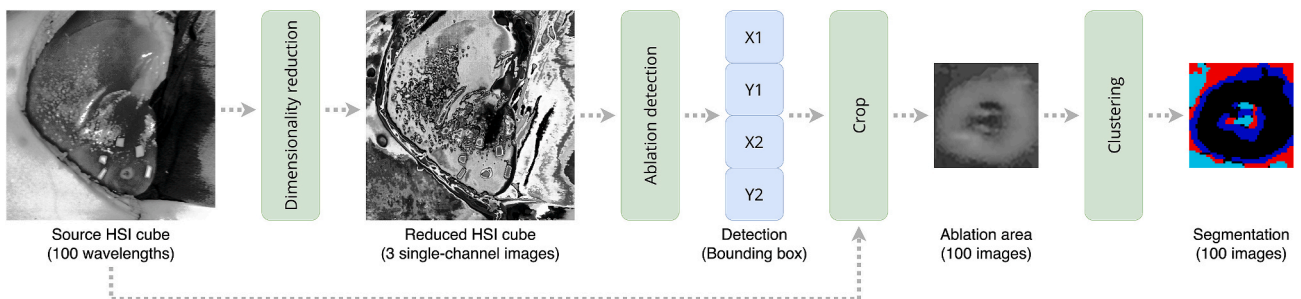 Source HSI cube
(100 wavelengths)
Dimensionality reduction
Reduced HSI cube
(3 single-channel images)
Ablation detection
X1
Y1
X2
Y2
Detection
(Bounding box)
Crop
Ablation area
(100 images)
Clustering
Segmentation
(100 images)